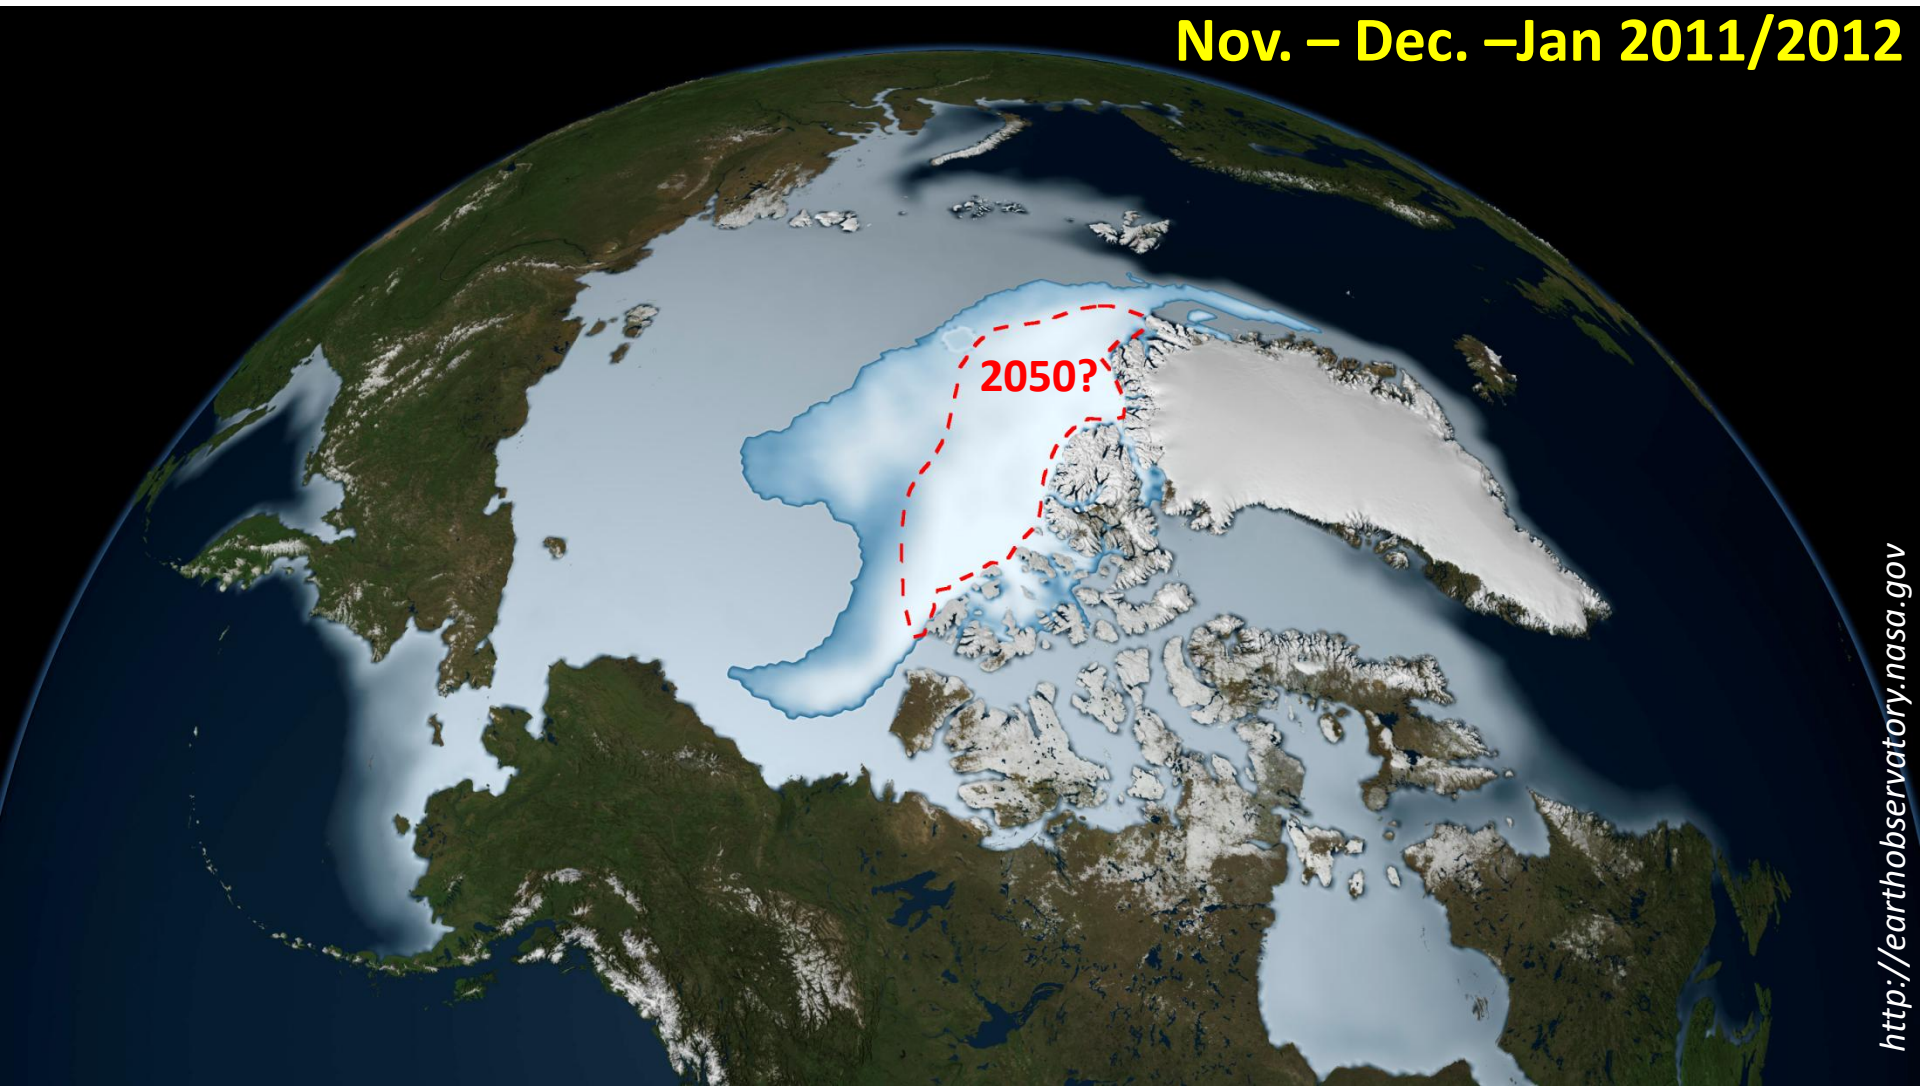 Nov. – Dec. –Jan 2011/2012
2050?
http://earthobservatory.nasa.gov